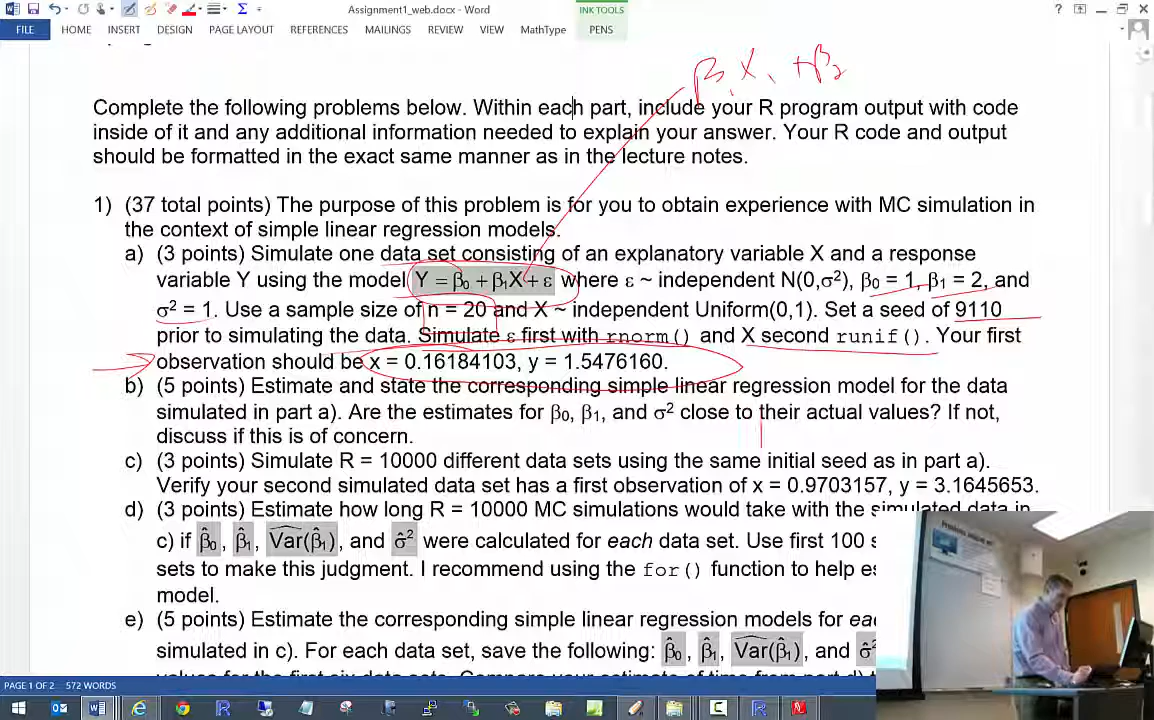 Assignment1_web.docx - Word
INK TOOLS
FILE HOME INSERT DESIGN PAGE LAYOUT REFERENCES MAILINGS REVIEW VIEW MathType PENS
β₁X₁ + β₂
Complete the following problems below. Within each part, include your R program output with code
inside of it and any additional information needed to explain your answer. Your R code and output
should be formatted in the exact same manner as in the lecture notes.
1) (37 total points) The purpose of this problem is for you to obtain experience with MC simulation in
the context of simple linear regression models.
a) (3 points) Simulate one data set consisting of an explanatory variable X and a response
variable Y using the model Y = β₀ + β₁X + ε where ε ~ independent N(0,σ²), β₀ = 1, β₁ = 2, and
σ² = 1. Use a sample size of n = 20 and X ~ independent Uniform(0,1). Set a seed of 9110
prior to simulating the data. Simulate ε first with rnorm() and X second runif(). Your first
observation should be x = 0.16184103, y = 1.5476160.
b) (5 points) Estimate and state the corresponding simple linear regression model for the data
simulated in part a). Are the estimates for β₀, β₁, and σ² close to their actual values? If not,
discuss if this is of concern.
c) (3 points) Simulate R = 10000 different data sets using the same initial seed as in part a).
Verify your second simulated data set has a first observation of x = 0.9703157, y = 3.1645653.
d) (3 points) Estimate how long R = 10000 MC simulations would take with the simulated data in
c) if β̂₀, β̂₁, Var̂(β̂₁), and σ̂² were calculated for each data set. Use first 100 s
sets to make this judgment. I recommend using the for() function to help es
model.
e) (5 points) Estimate the corresponding simple linear regression models for eac
simulated in c). For each data set, save the following: β̂₀, β̂₁, Var̂(β̂₁), and σ̂²
PAGE 1 OF 2 572 WORDS